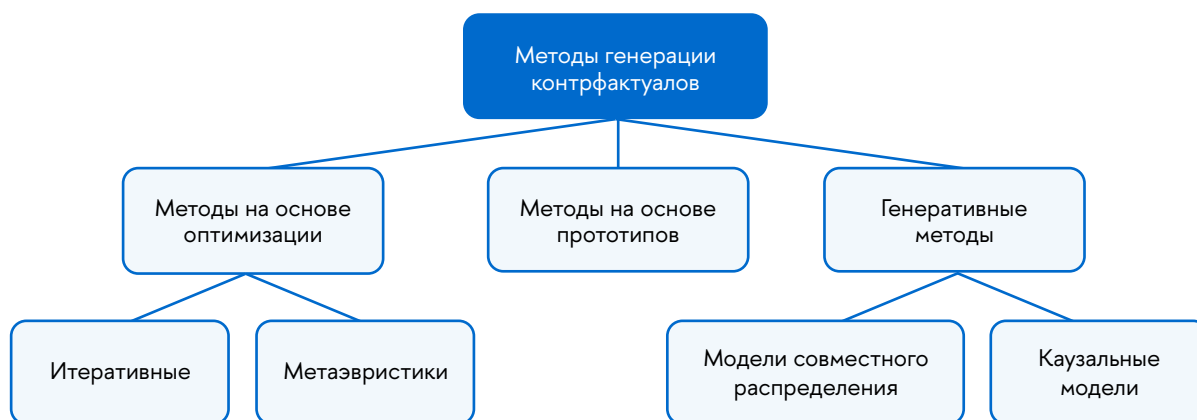 Методы генерации
контрфактуалов
Методы на основе
оптимизации
Методы на основе
прототипов
Генеративные
методы
Итеративные
Метаэвристики
Модели совместного
распределения
Каузальные
модели